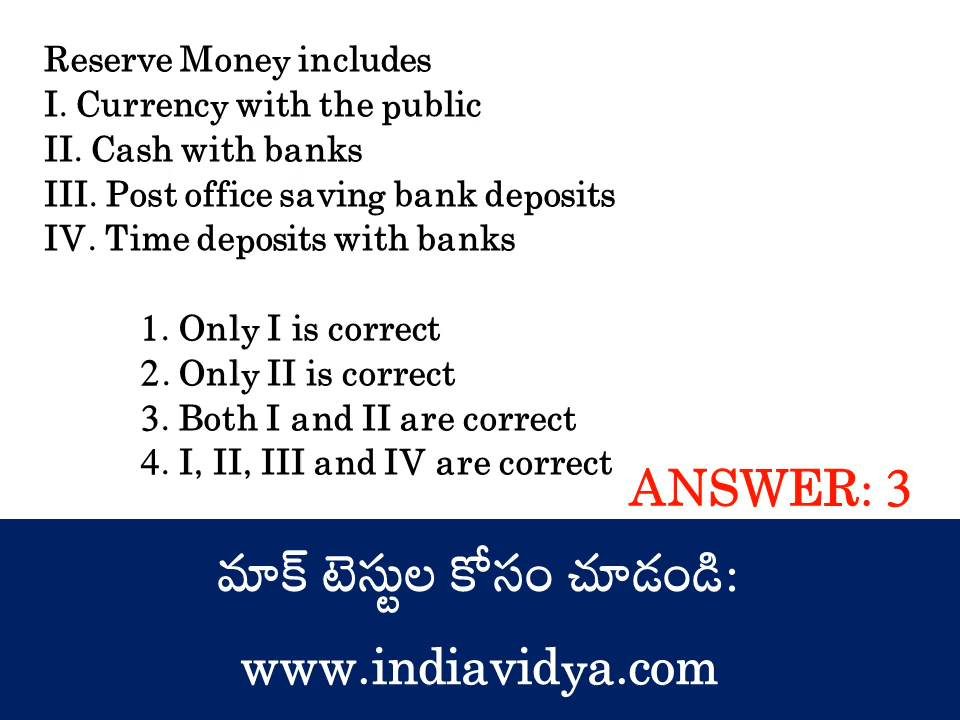 Reserve Money includes
I. Currency with the public
II. Cash with banks
III. Post office saving bank deposits
IV. Time deposits with banks
1. Only I is correct
2. Only II is correct
3. Both I and II are correct
4. I, II, III and IV are correct
ANSWER: 3
మాక్ టెస్టుల కోసం చూడండి:
www.indiavidya.com